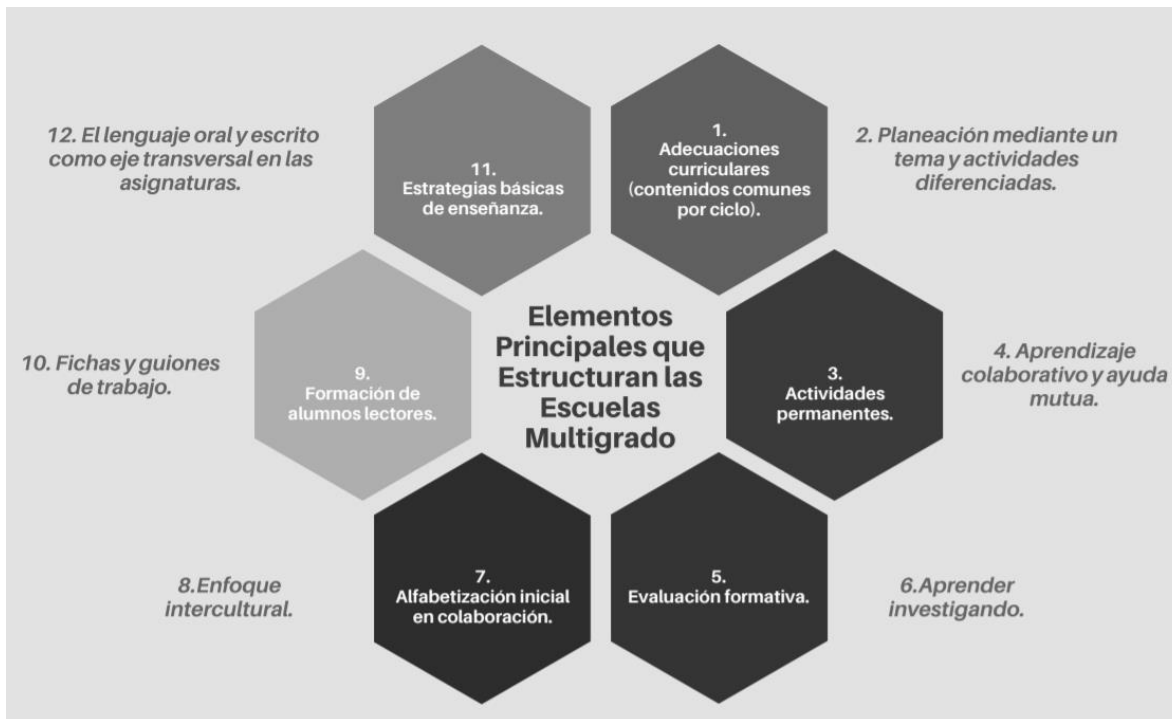 Elementos
Principales que
Estructuran las
Escuelas
Multigrado
1.
Adecuaciones
curriculares
(contenidos comunes
por ciclo).
2. Planeación mediante un
tema y actividades
diferenciadas.
3.
Actividades
permanentes.
4. Aprendizaje
colaborativo y ayuda
mutua.
5.
Evaluación formativa.
6.Aprender
investigando.
7.
Alfabetización inicial
en colaboración.
8.Enfoque
intercultural.
9.
Formación de
alumnos lectores.
10. Fichas y guiones
de trabajo.
11.
Estrategias básicas
de enseñanza.
12. El lenguaje oral y escrito
como eje transversal en las
asignaturas.